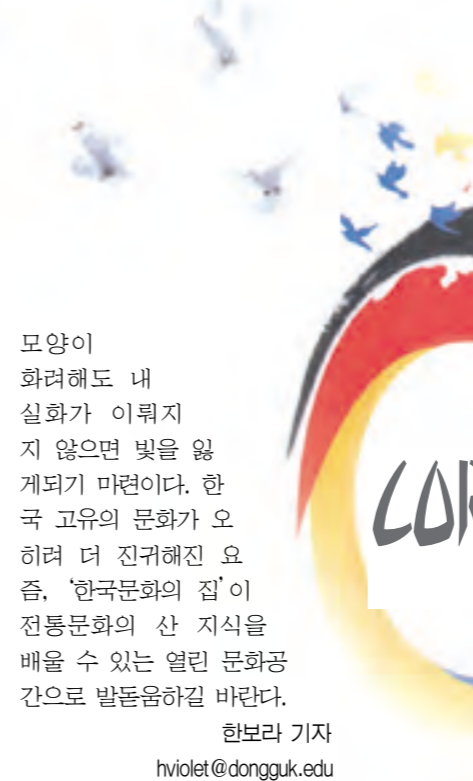 모양이
화려해도 내
실화가 이뤄지
지 않으면 빛을 잃
게되기 마련이다. 한
국 고유의 문화가 오
히려 더 진귀해진 요
즘, ‘한국문화의 집’이
전통문화의 산 지식을
배울 수 있는 열린 문화공
간으로 발돋움하길 바란다.
한보라 기자
hviolet@dongguk.edu